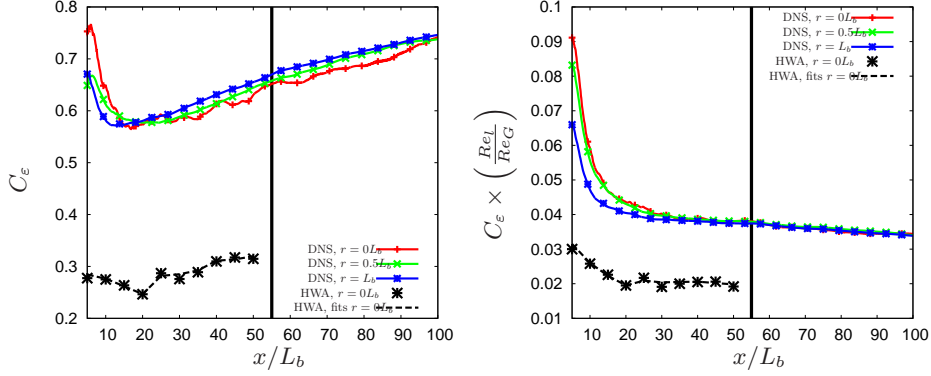 0.8
0.7
0.6
0.5
0.4
0.3
0.2
C_ε
DNS, r = 0L_b
DNS, r = 0.5L_b
DNS, r = L_b
HWA, r = 0L_b
HWA, fits r = 0L_b
10 20 30 40 50 60 70 80 90 100
x/L_b
0.1
0.09
0.08
0.07
0.06
0.05
0.04
0.03
0.02
0.01
C_ε × (Re_l / Re_G)
DNS, r = 0L_b
DNS, r = 0.5L_b
DNS, r = L_b
HWA, r = 0L_b
HWA, fits r = 0L_b
10 20 30 40 50 60 70 80 90 100
x/L_b